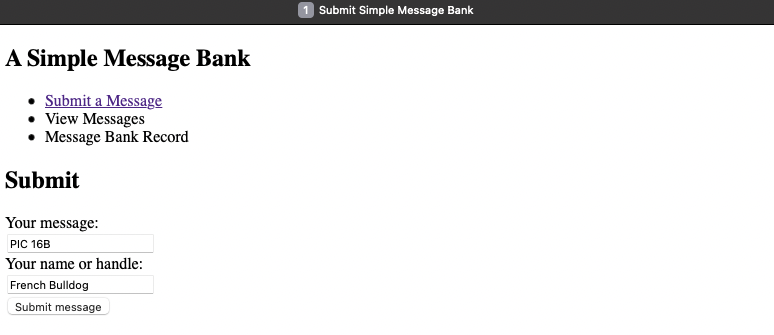 1 Submit Simple Message Bank
A Simple Message Bank
Submit a Message
View Messages
Message Bank Record
Submit
Your message:
PIC 16B
Your name or handle:
French Bulldog
Submit message